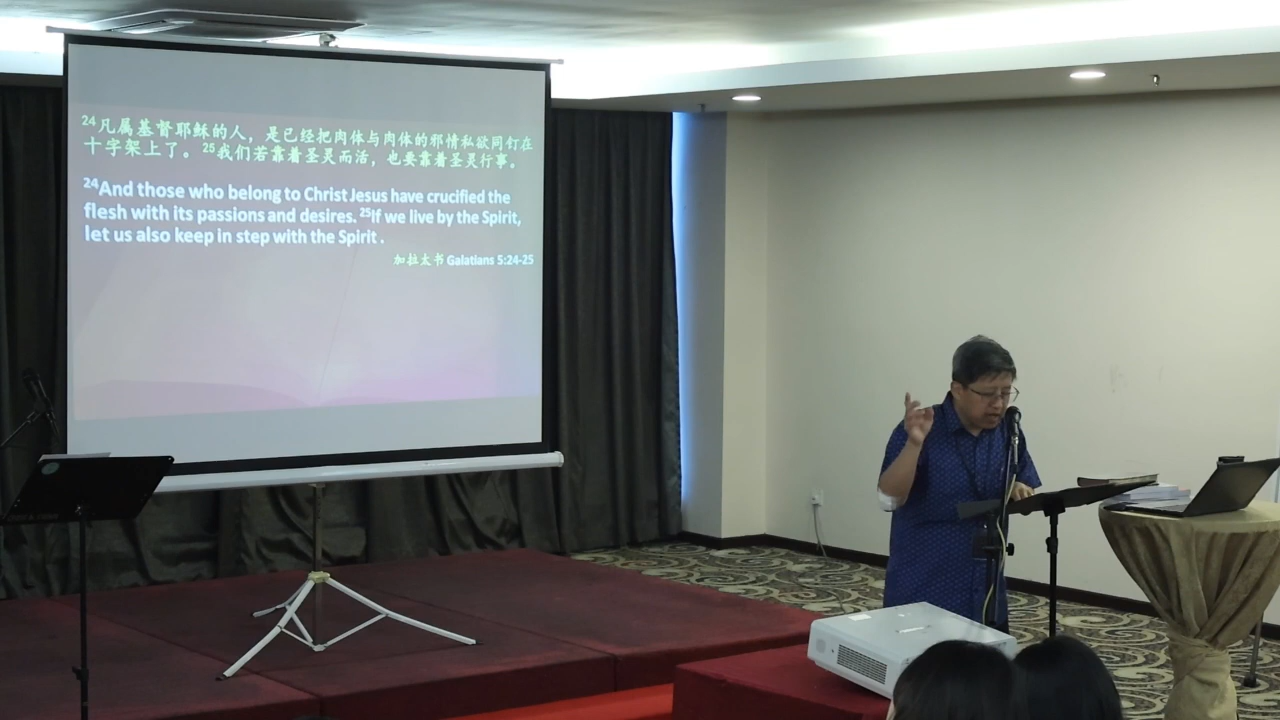 24凡属基督耶稣的人，是已经把肉体与肉体的邪情私欲同钉在
十字架上了。25我们若靠着圣灵而活，也要靠着圣灵行事。
24And those who belong to Christ Jesus have crucified the
flesh with its passions and desires. 25If we live by the Spirit,
let us also keep in step with the Spirit .
加拉太书 Galatians 5:24-25